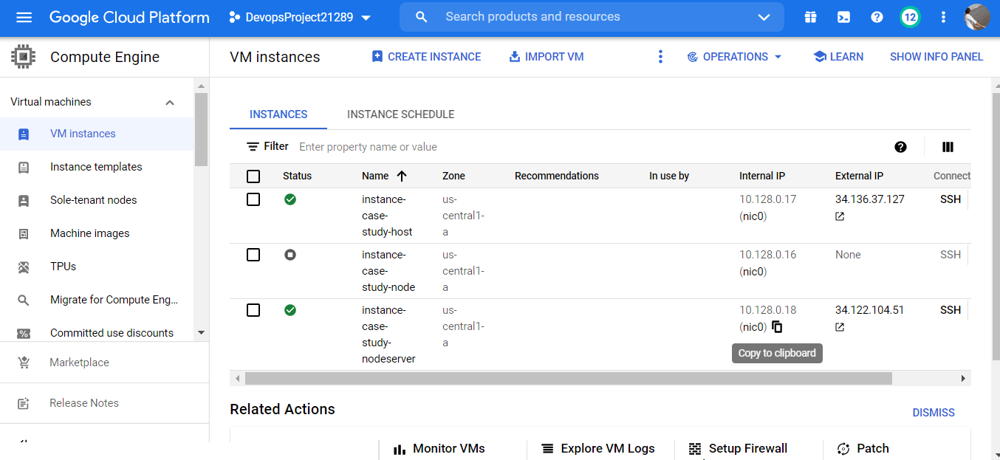 Google Cloud Platform
DevopsProject21289
Search products and resources
12
Compute Engine
VM instances
CREATE INSTANCE
IMPORT VM
OPERATIONS
LEARN
SHOW INFO PANEL
Virtual machines
VM instances
Instance templates
Sole-tenant nodes
Machine images
TPUs
Migrate for Compute Eng...
Committed use discounts
Marketplace
Release Notes
INSTANCES
INSTANCE SCHEDULE
Filter
Enter property name or value
Status Name Zone Recommendations In use by Internal IP External IP Connect
instance- us- 10.128.0.17 34.136.37.127 SSH
case- central1- (nic0)
study-host a
instance- us- 10.128.0.16 None SSH
case- central1- (nic0)
study-node a
instance- us- 10.128.0.18 34.122.104.51 SSH
case- central1- (nic0)
study- a
nodeserver
Copy to clipboard
Related Actions
DISMISS
Monitor VMs
Explore VM Logs
Setup Firewall
Patch